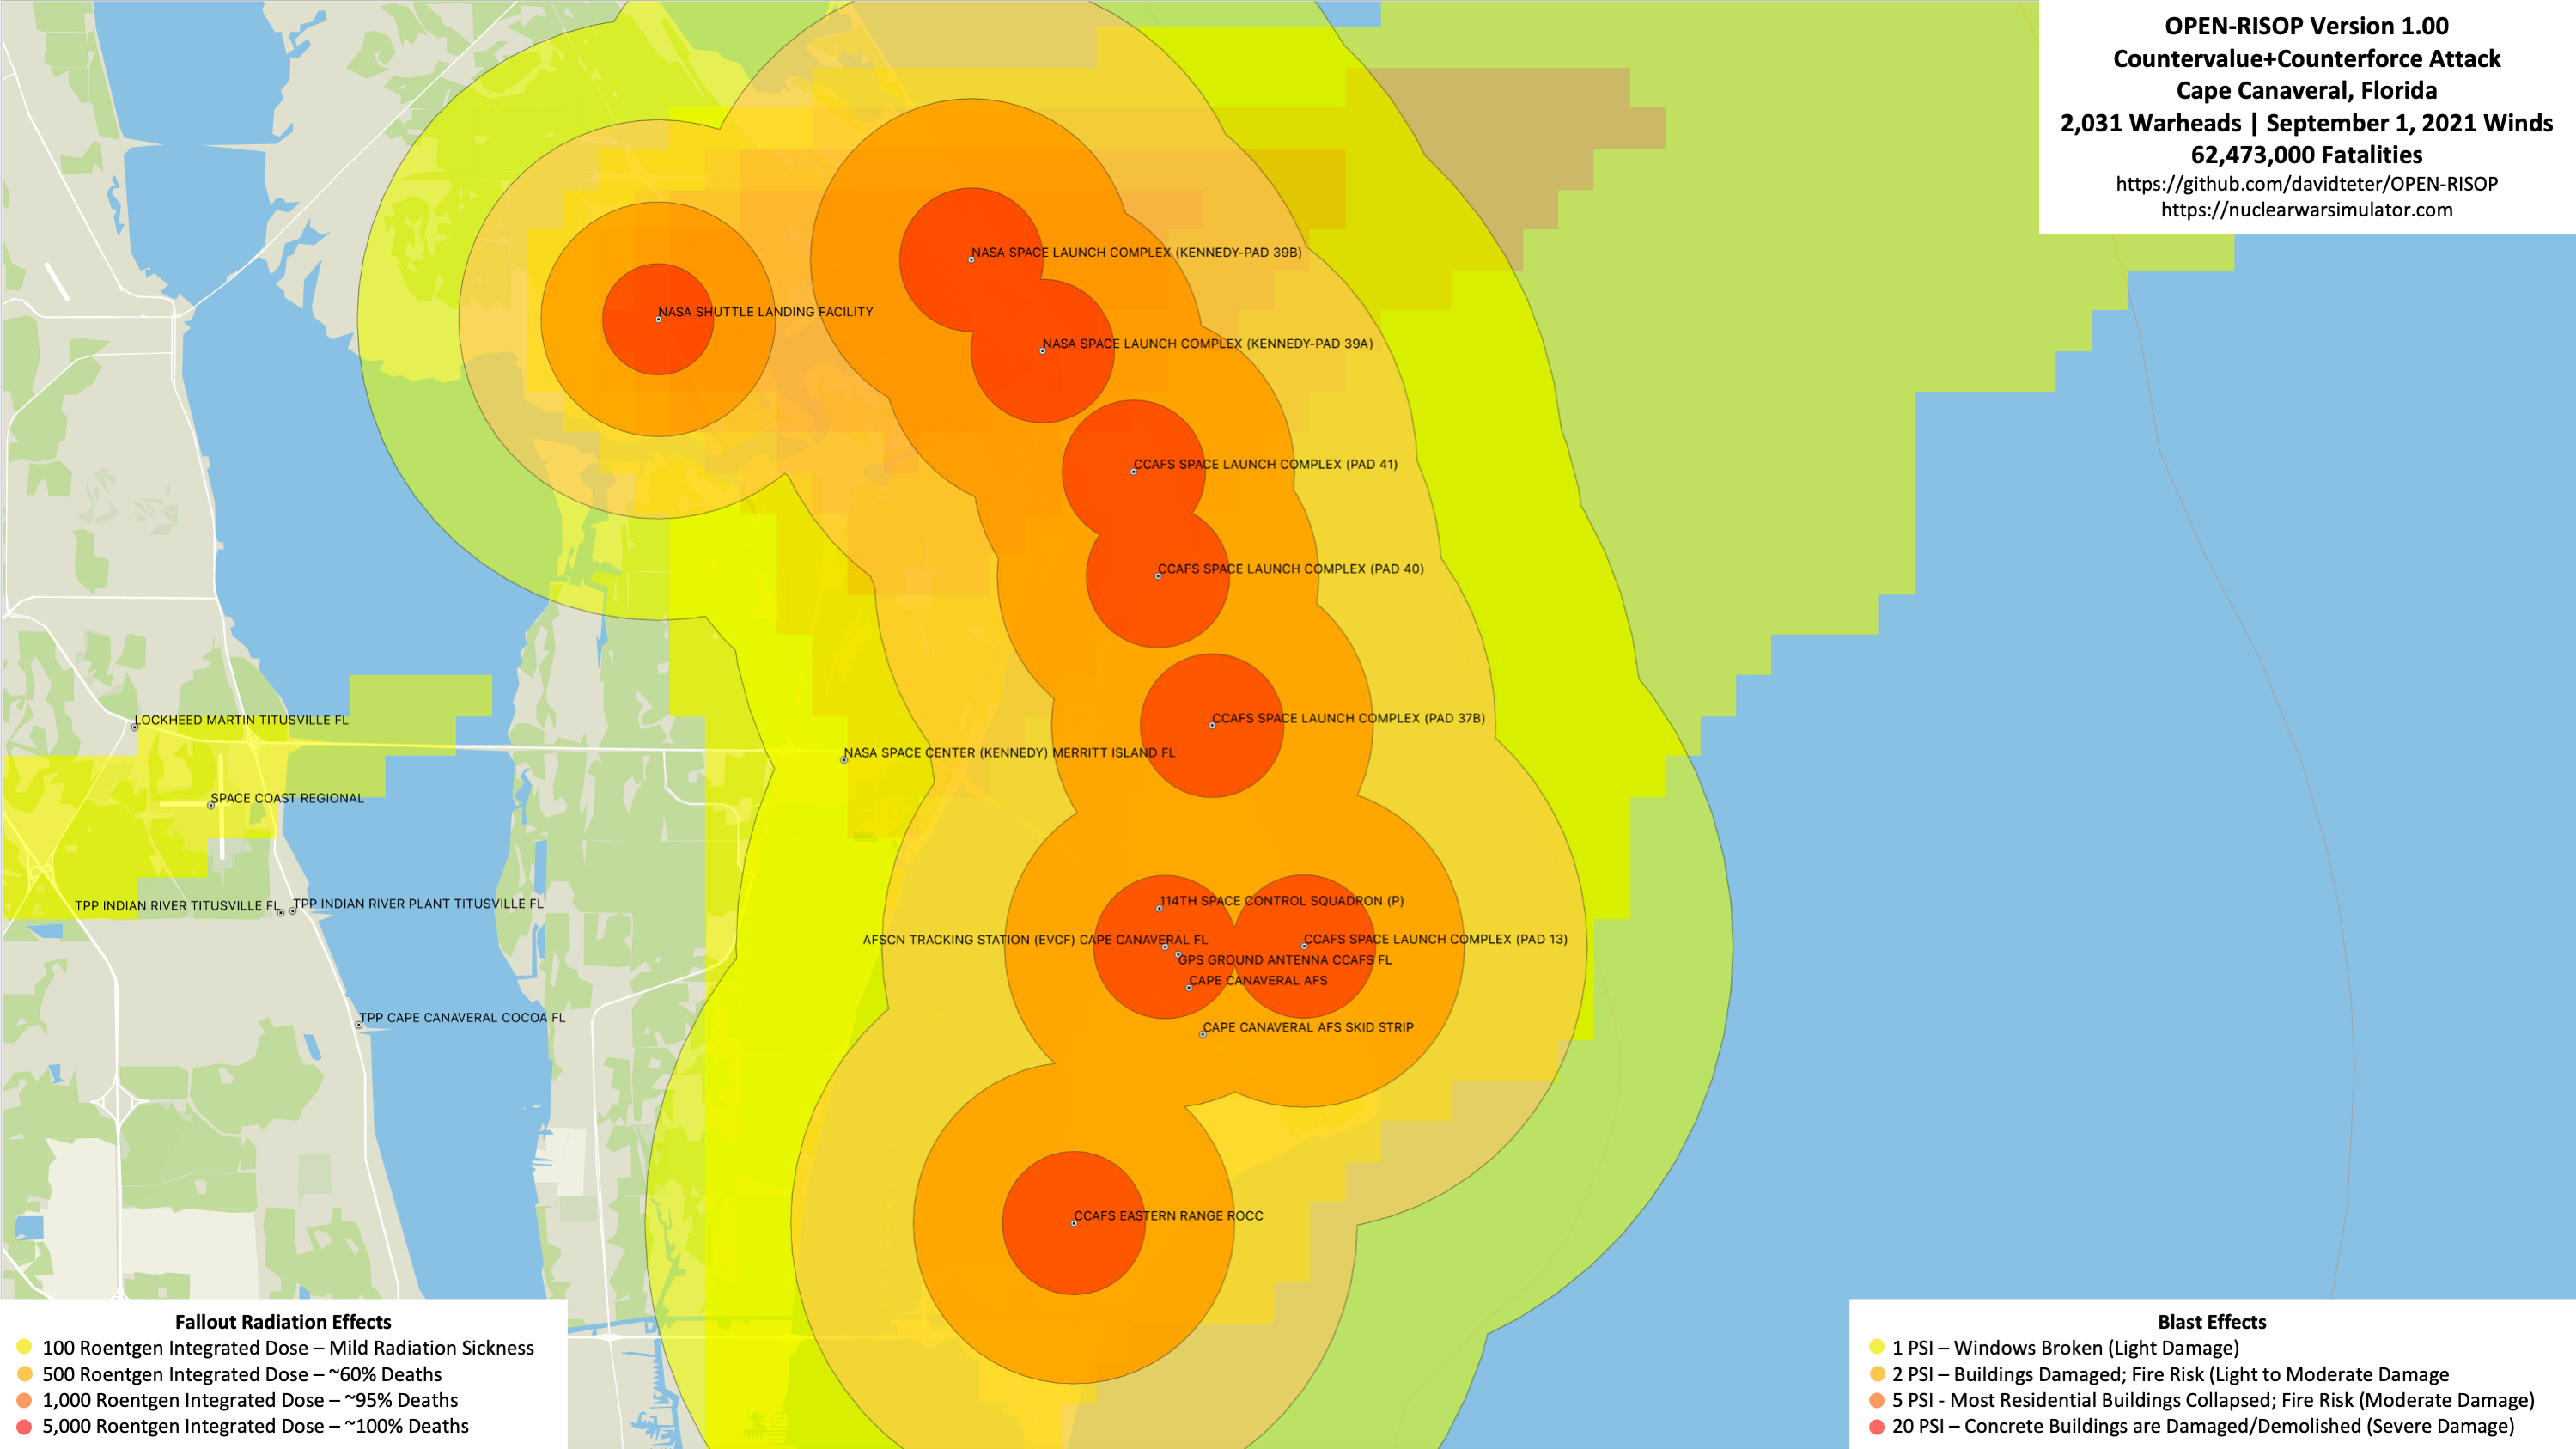 OPEN-RISOP Version 1.00
Countervalue+Counterforce Attack
Cape Canaveral, Florida
2,031 Warheads | September 1, 2021 Winds
62,473,000 Fatalities
https://github.com/davidteter/OPEN-RISOP
https://nuclearwarsimulator.com
NASA SPACE LAUNCH COMPLEX (KENNEDY-PAD 39B)
NASA SHUTTLE LANDING FACILITY
NASA SPACE LAUNCH COMPLEX (KENNEDY-PAD 39A)
CCAFS SPACE LAUNCH COMPLEX (PAD 41)
CCAFS SPACE LAUNCH COMPLEX (PAD 40)
LOCKHEED MARTIN TITUSVILLE FL
CCAFS SPACE LAUNCH COMPLEX (PAD 37B)
NASA SPACE CENTER (KENNEDY) MERRITT ISLAND FL
SPACE COAST REGIONAL
TPP INDIAN RIVER TITUSVILLE FL
TPP INDIAN RIVER PLANT TITUSVILLE FL
114TH SPACE CONTROL SQUADRON (P)
AFSCN TRACKING STATION (EVCF) CAPE CANAVERAL FL
CCAFS SPACE LAUNCH COMPLEX (PAD 13)
GPS GROUND ANTENNA CCAFS FL
CAPE CANAVERAL AFS
TPP CAPE CANAVERAL COCOA FL
CAPE CANAVERAL AFS SKID STRIP
CCAFS EASTERN RANGE ROCC
Fallout Radiation Effects
100 Roentgen Integrated Dose – Mild Radiation Sickness
500 Roentgen Integrated Dose – ~60% Deaths
1,000 Roentgen Integrated Dose – ~95% Deaths
5,000 Roentgen Integrated Dose – ~100% Deaths
Blast Effects
1 PSI – Windows Broken (Light Damage)
2 PSI – Buildings Damaged; Fire Risk (Light to Moderate Damage
5 PSI - Most Residential Buildings Collapsed; Fire Risk (Moderate Damage)
20 PSI – Concrete Buildings are Damaged/Demolished (Severe Damage)